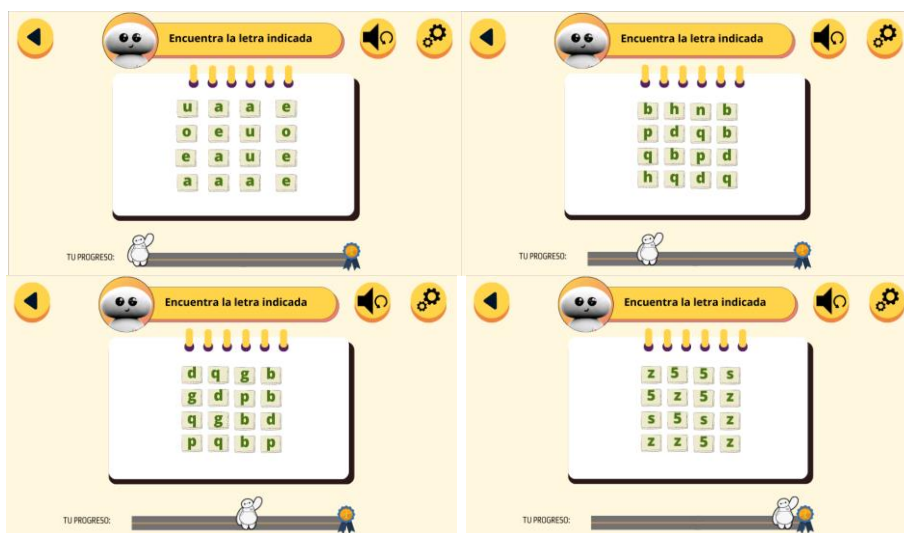 Encuentra la letra indicada
u a a e
o e u o
e a u e
a a a e
TU PROGRESO:
Encuentra la letra indicada
b h n b
p d q b
q b p d
h q d q
TU PROGRESO:
Encuentra la letra indicada
d q g b
g d p b
q g b d
p q b p
TU PROGRESO:
Encuentra la letra indicada
z 5 5 s
5 z 5 z
s 5 s z
z z 5 z
TU PROGRESO: